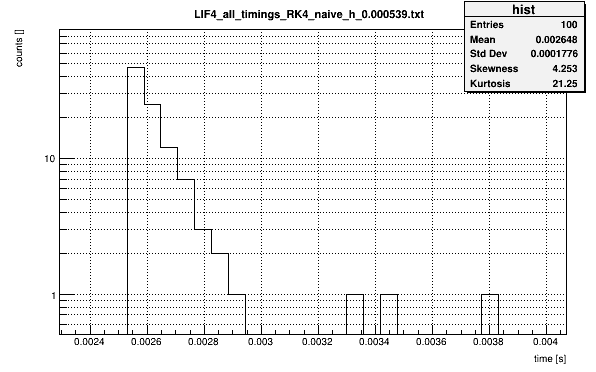 LIF4_all_timings_RK4_naive_h_0.000539.txt
hist
Entries 100
Mean 0.002648
Std Dev 0.0001776
Skewness 4.253
Kurtosis 21.25
counts []
10
1
0.0024 0.0026 0.0028 0.003 0.0032 0.0034 0.0036 0.0038 0.004
time [s]